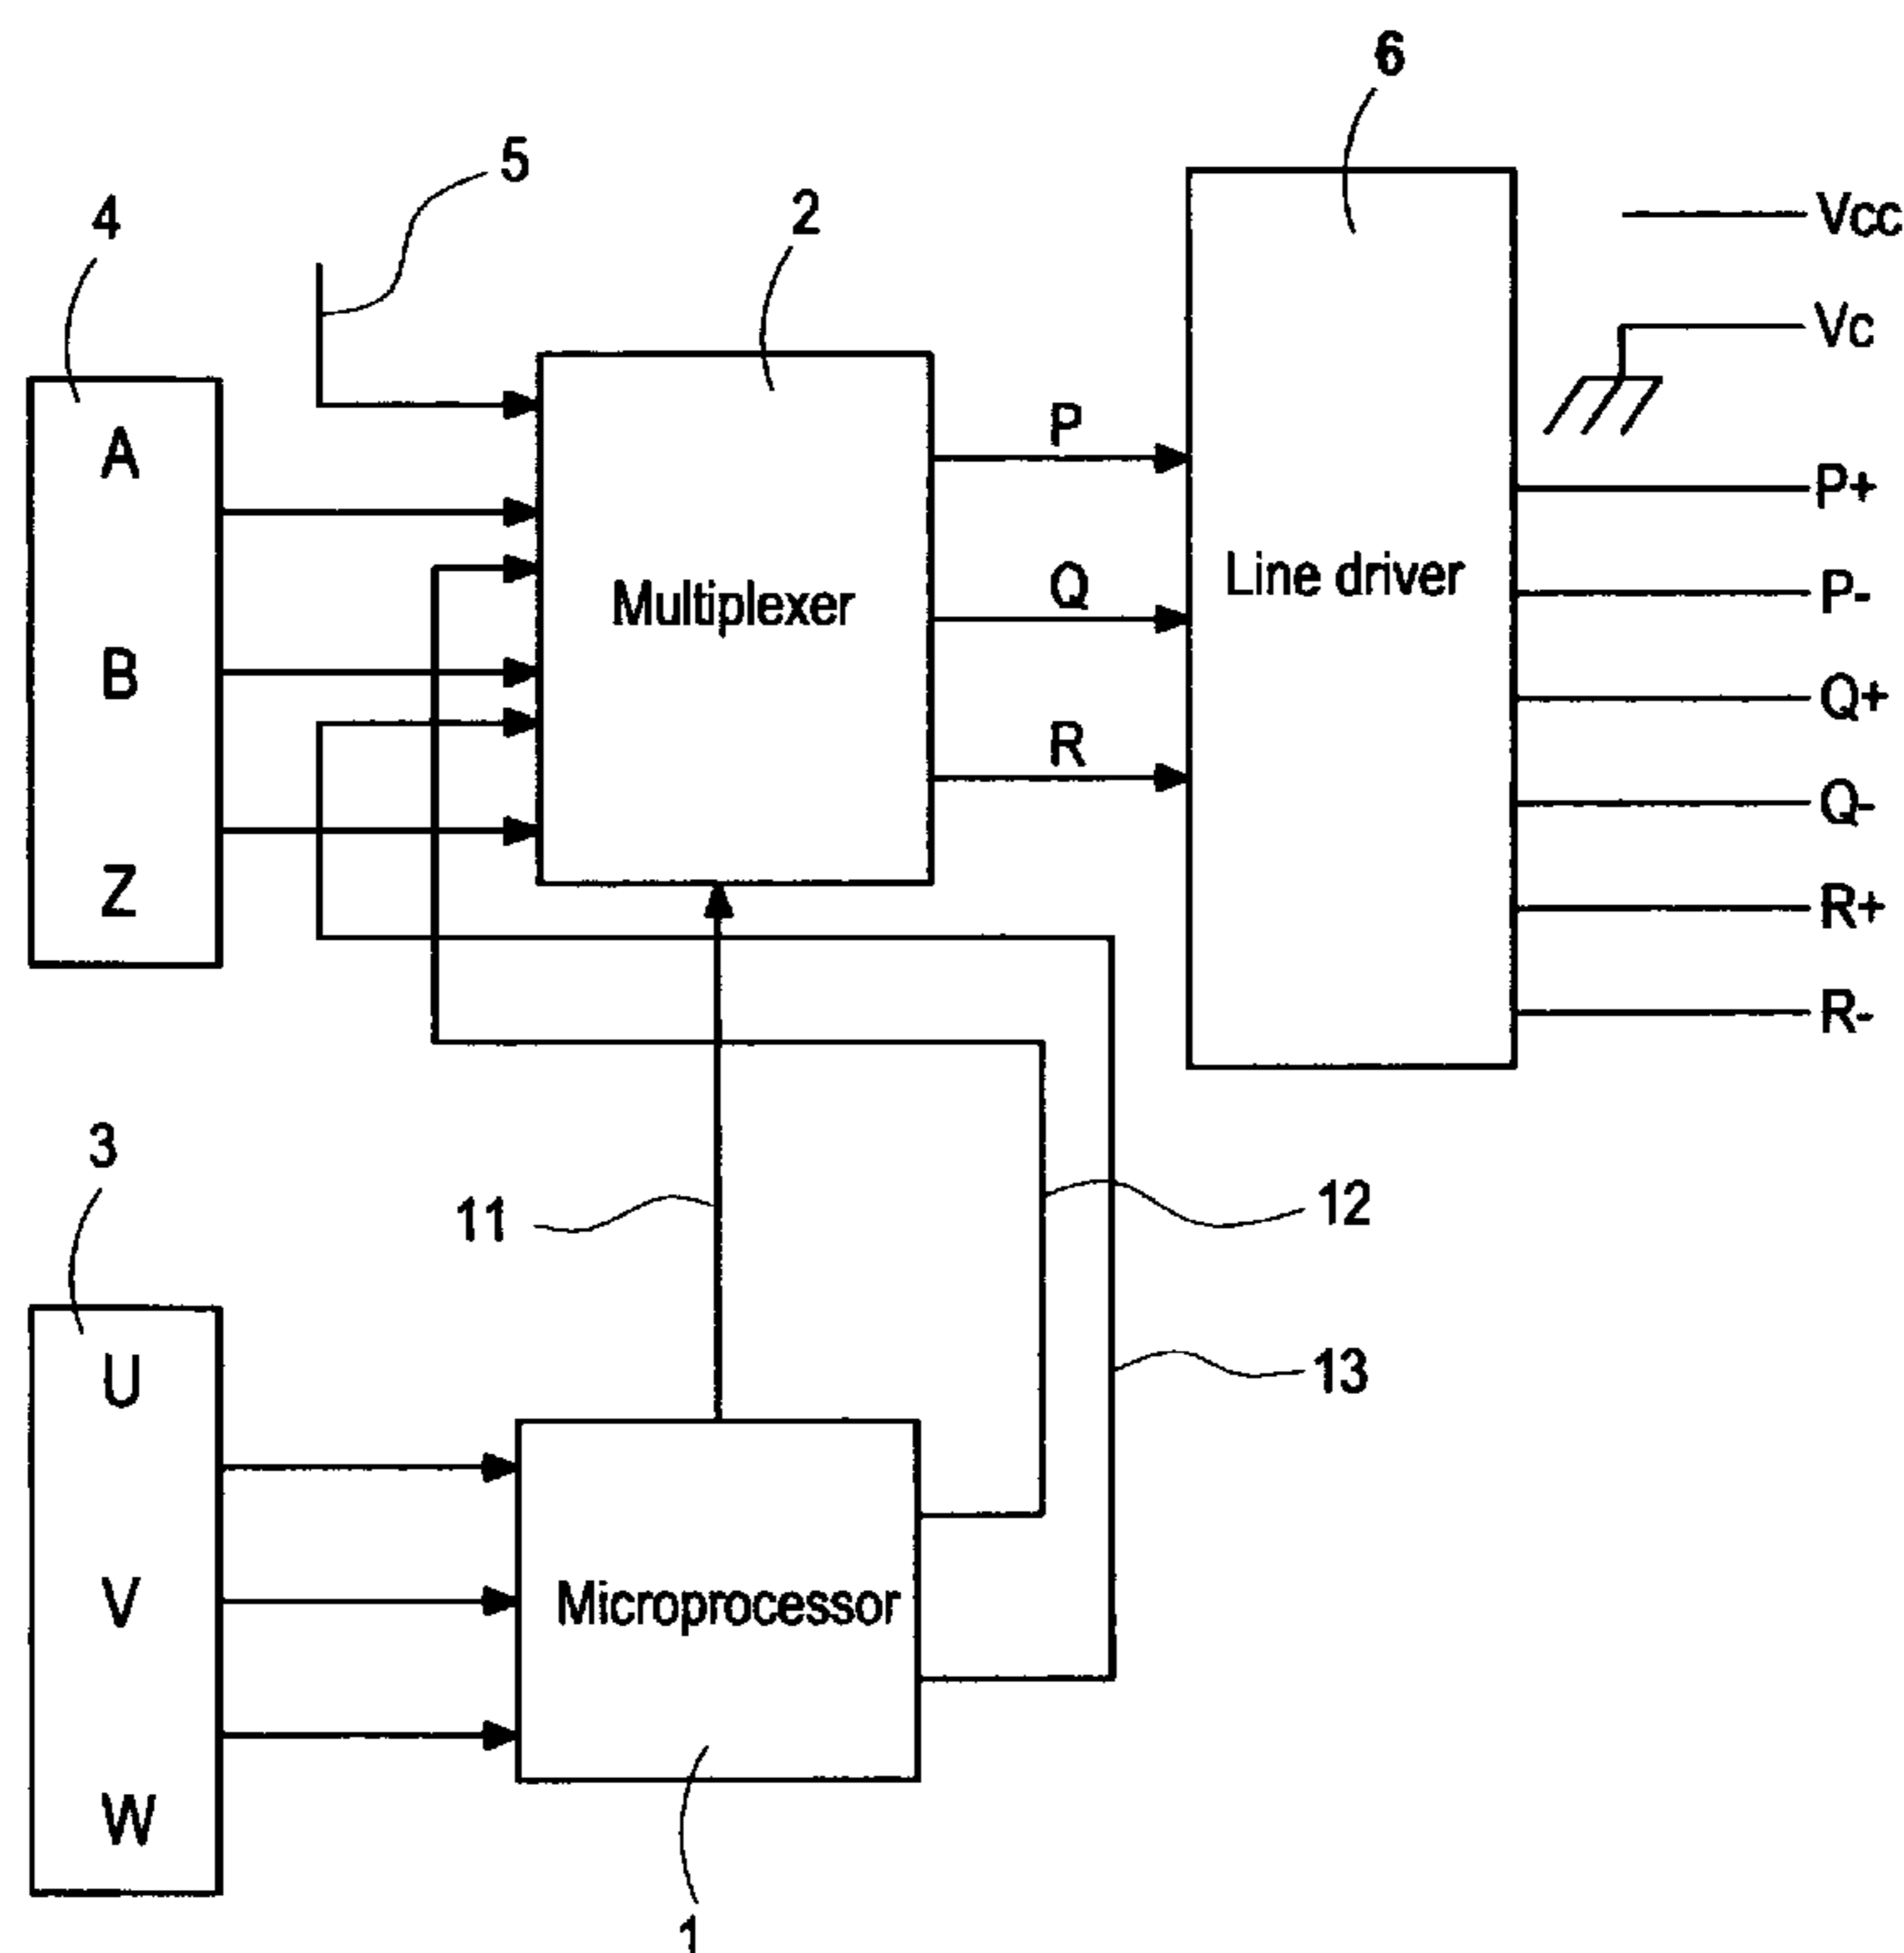 6
5
4
2
Vcc
Vc
A
P
P+
Line driver
P-
Multiplexer
Q
B
Q+
R
Q-
Z
R+
R-
3
11
12
U
13
V
Microprocessor
W
1